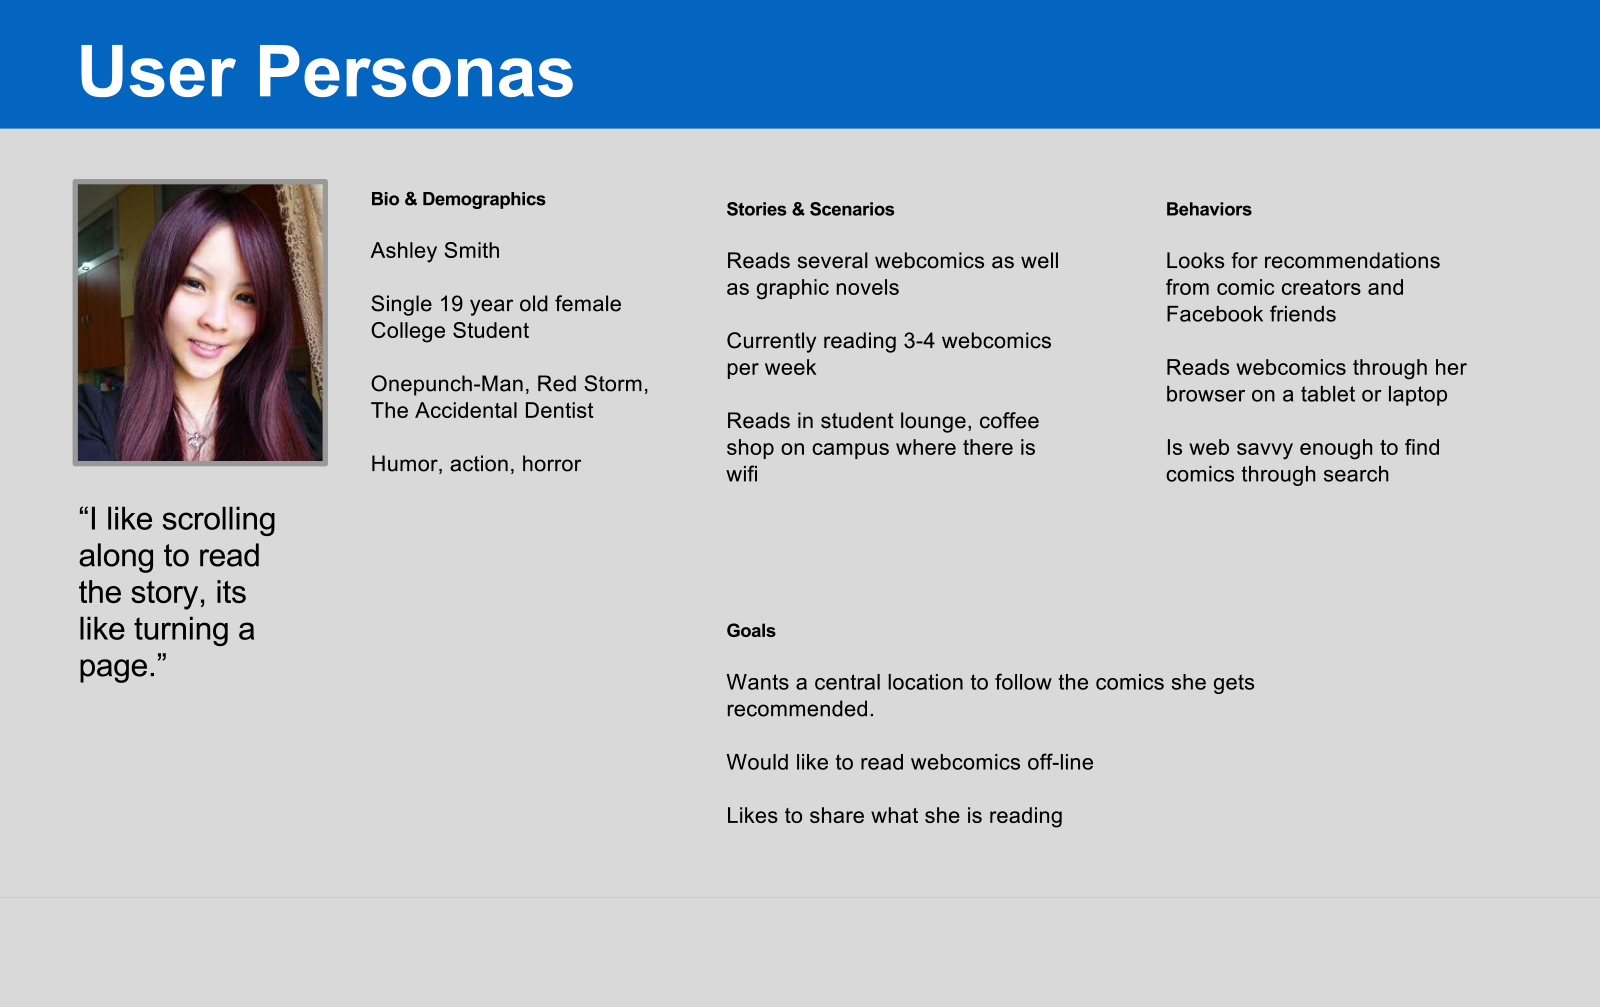 User Personas
Bio & Demographics
Ashley Smith
Single 19 year old female
College Student
Onepunch-Man, Red Storm,
The Accidental Dentist
Humor, action, horror
“I like scrolling
along to read
the story, its
like turning a
page.”
Stories & Scenarios
Reads several webcomics as well
as graphic novels
Currently reading 3-4 webcomics
per week
Reads in student lounge, coffee
shop on campus where there is
wifi
Behaviors
Looks for recommendations
from comic creators and
Facebook friends
Reads webcomics through her
browser on a tablet or laptop
Is web savvy enough to find
comics through search
Goals
Wants a central location to follow the comics she gets
recommended.
Would like to read webcomics off-line
Likes to share what she is reading